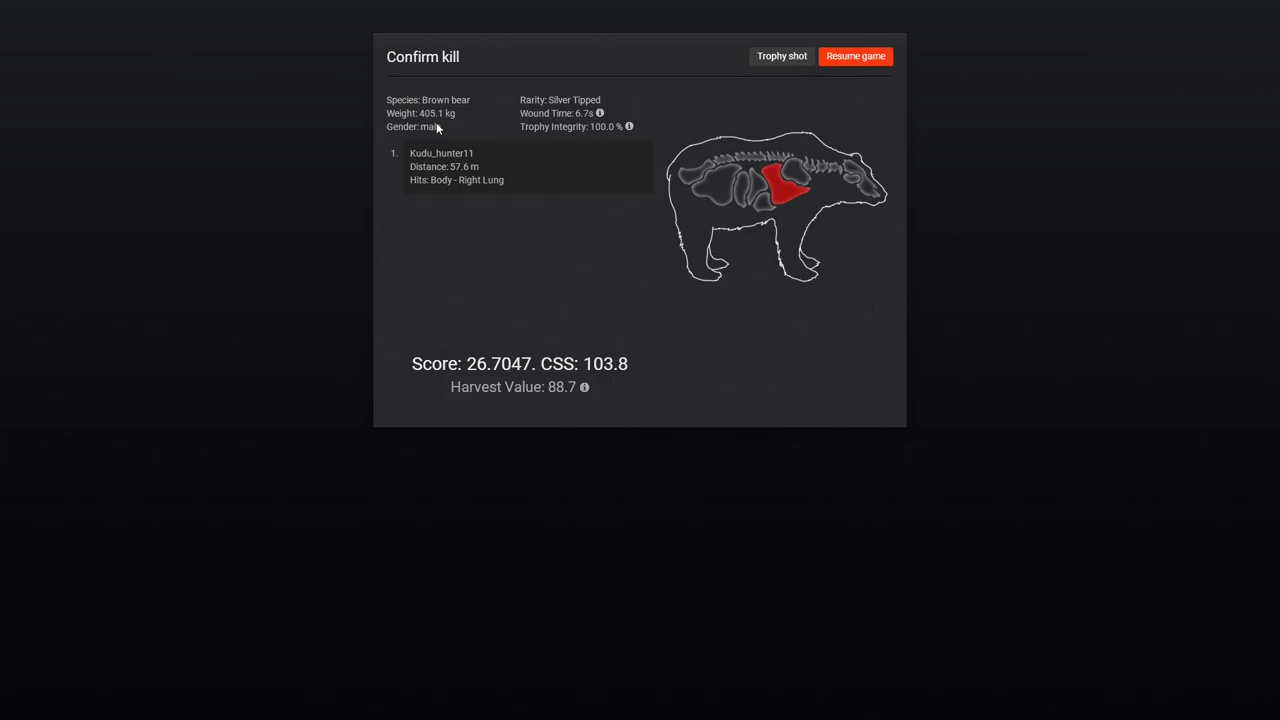 Confirm kill
Trophy shot
Resume game
Species: Brown bear
Weight: 405.1 kg
Gender: male
Rarity: Silver Tipped
Wound Time: 6.7s
Trophy Integrity: 100.0 %
1.
Kudu_hunter11
Distance: 57.6 m
Hits: Body - Right Lung
Score: 26.7047. CSS: 103.8
Harvest Value: 88.7